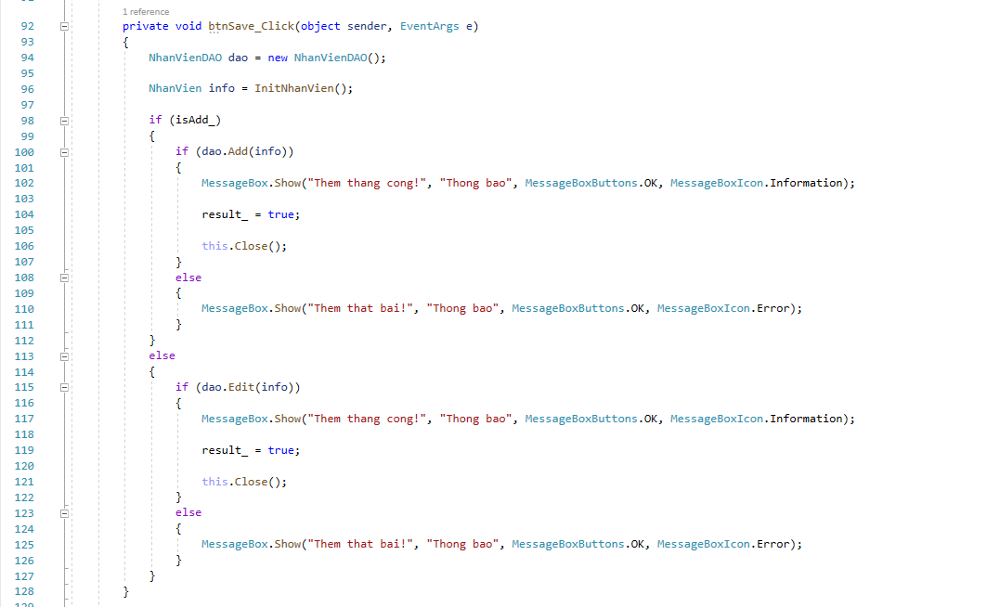 1 reference
92 private void btnSave_Click(object sender, EventArgs e)
93 {
94 NhanVienDAO dao = new NhanVienDAO();
95
96 NhanVien info = InitNhanVien();
97
98 if (isAdd_)
99 {
100 if (dao.Add(info))
101 {
102 MessageBox.Show("Them thang cong!", "Thong bao", MessageBoxButtons.OK, MessageBoxIcon.Information);
103
104 result_ = true;
105
106 this.Close();
107 }
108 else
109 {
110 MessageBox.Show("Them that bai!", "Thong bao", MessageBoxButtons.OK, MessageBoxIcon.Error);
111 }
112 }
113 else
114 {
115 if (dao.Edit(info))
116 {
117 MessageBox.Show("Them thang cong!", "Thong bao", MessageBoxButtons.OK, MessageBoxIcon.Information);
118
119 result_ = true;
120
121 this.Close();
122 }
123 else
124 {
125 MessageBox.Show("Them that bai!", "Thong bao", MessageBoxButtons.OK, MessageBoxIcon.Error);
126 }
127 }
128 }